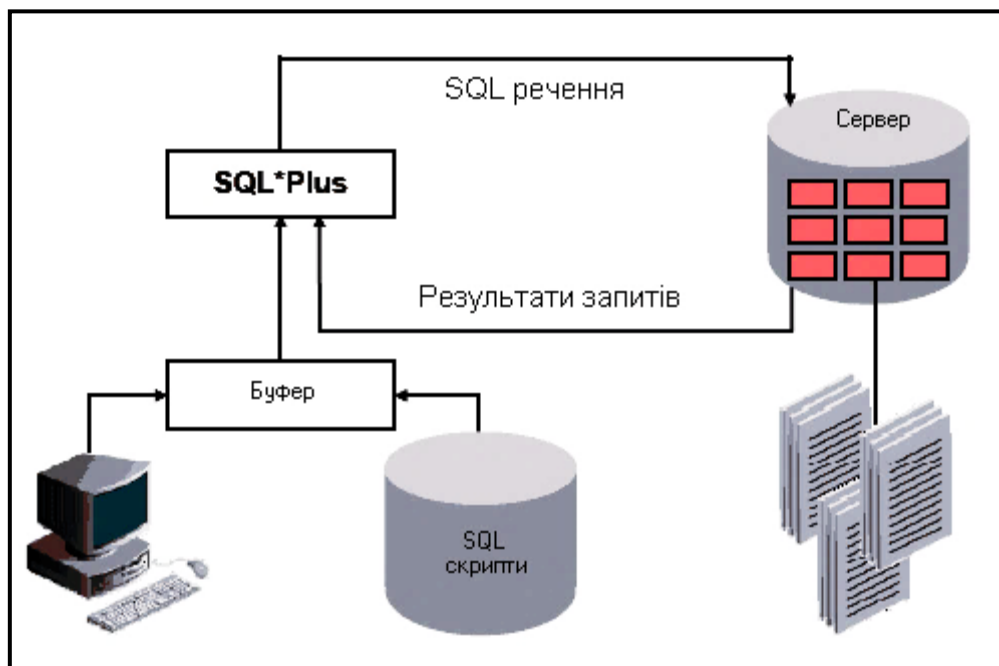 SQL речення
Сервер
SQL*Plus
Результати запитів
Буфер
SQL
скрипти